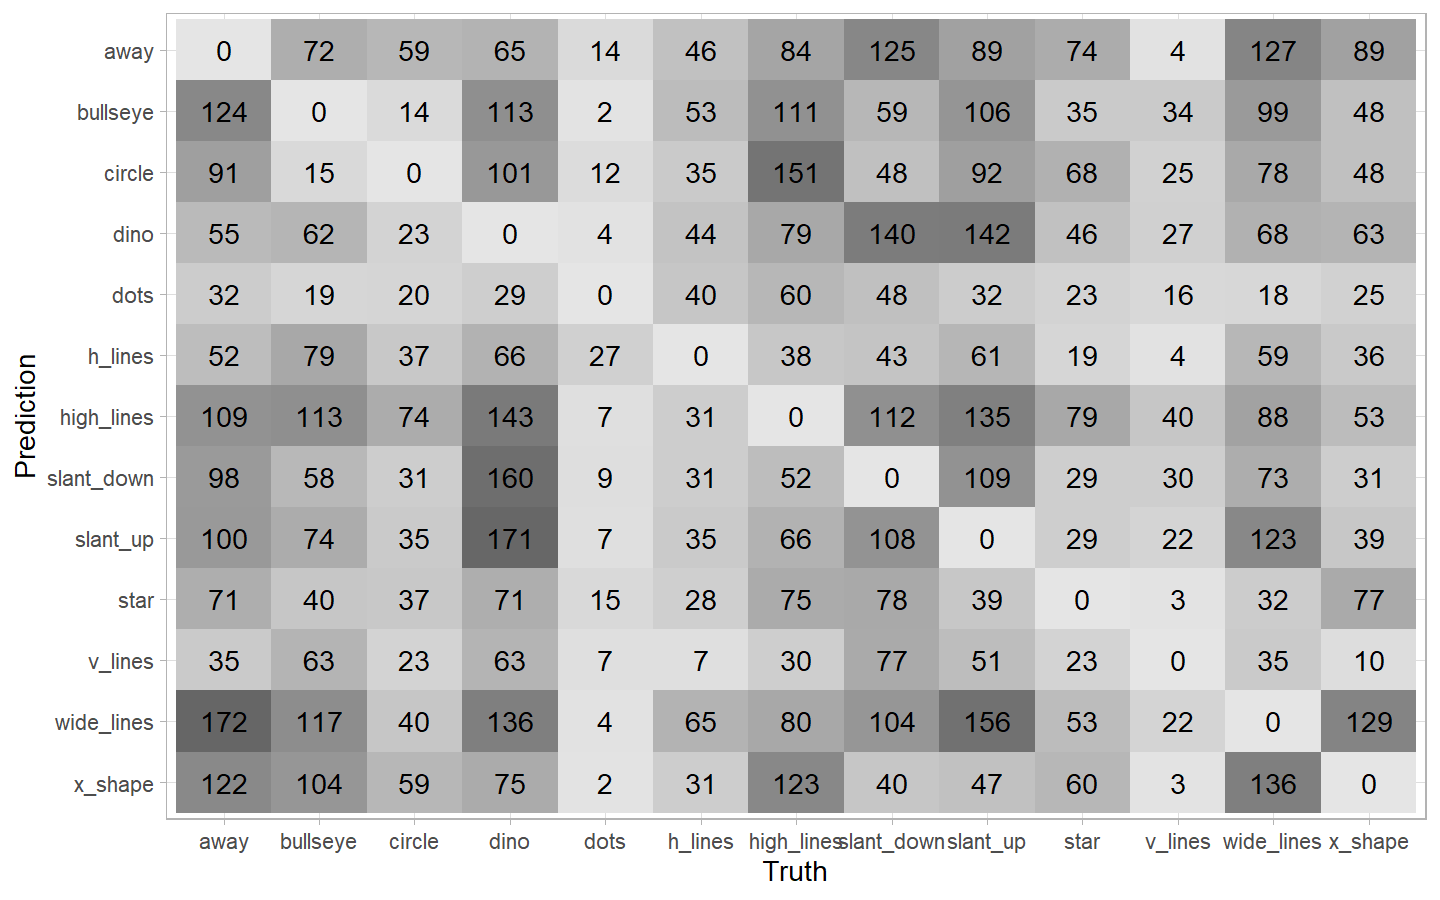 away 0 72 59 65 14 46 84 125 89 74 4 127 89
bullseye 124 0 14 113 2 53 111 59 106 35 34 99 48
circle 91 15 0 101 12 35 151 48 92 68 25 78 48
dino 55 62 23 0 4 44 79 140 142 46 27 68 63
dots 32 19 20 29 0 40 60 48 32 23 16 18 25
h_lines 52 79 37 66 27 0 38 43 61 19 4 59 36
high_lines 109 113 74 143 7 31 0 112 135 79 40 88 53
slant_down 98 58 31 160 9 31 52 0 109 29 30 73 31
slant_up 100 74 35 171 7 35 66 108 0 29 22 123 39
star 71 40 37 71 15 28 75 78 39 0 3 32 77
v_lines 35 63 23 63 7 7 30 77 51 23 0 35 10
wide_lines 172 117 40 136 4 65 80 104 156 53 22 0 129
x_shape 122 104 59 75 2 31 123 40 47 60 3 136 0
away bullseye circle dino dots h_lines high_lines slant_down slant_up star v_lines wide_lines x_shape
Truth
Prediction